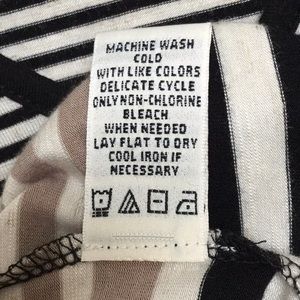 MACHINE WASH
COLD
WITH LIKE COLORS
DELICATE CYCLE
ONLY NON-CHLORINE
BLEACH
WHEN NEEDED
LAY FLAT TO DRY
COOL IRON IF
NECESSARY